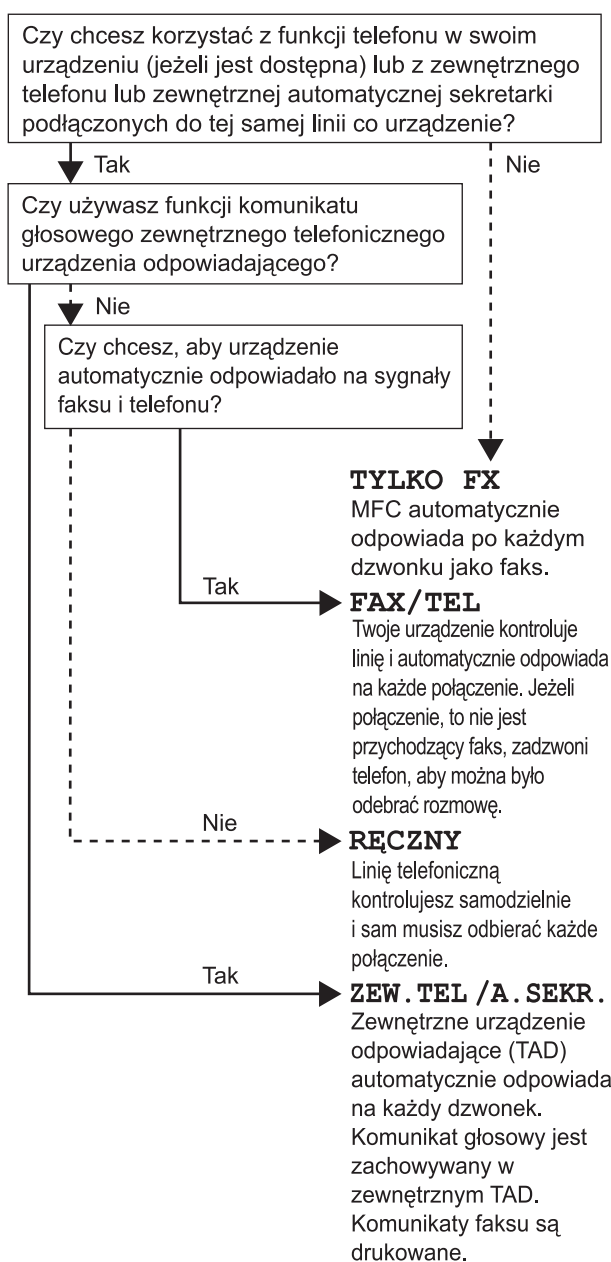 Czy chcesz korzystać z funkcji telefonu w swoim
urządzeniu (jeżeli jest dostępna) lub z zewnętrznego
telefonu lub zewnętrznej automatycznej sekretarki
podłączonych do tej samej linii co urządzenie?
Tak
Nie
Czy używasz funkcji komunikatu
głosowego zewnętrznego telefonicznego
urządzenia odpowiadającego?
Nie
Czy chcesz, aby urządzenie
automatycznie odpowiadało na sygnały
faksu i telefonu?
TYLKO FX
MFC automatycznie
odpowiada po każdym
dzwonku jako faks.
Tak
FAX/TEL
Twoje urządzenie kontroluje
linię i automatycznie odpowiada
na każde połączenie. Jeżeli
połączenie, to nie jest
przychodzący faks, zadzwoni
telefon, aby można było
odebrać rozmowę.
Nie
RĘCZNY
Linię telefoniczną
kontrolujesz samodzielnie
i sam musisz odbierać każde
połączenie.
Tak
ZEW.TEL /A.SEKR.
Zewnętrzne urządzenie
odpowiadające (TAD)
automatycznie odpowiada
na każdy dzwonek.
Komunikat głosowy jest
zachowywany w
zewnętrznym TAD.
Komunikaty faksu są
drukowane.